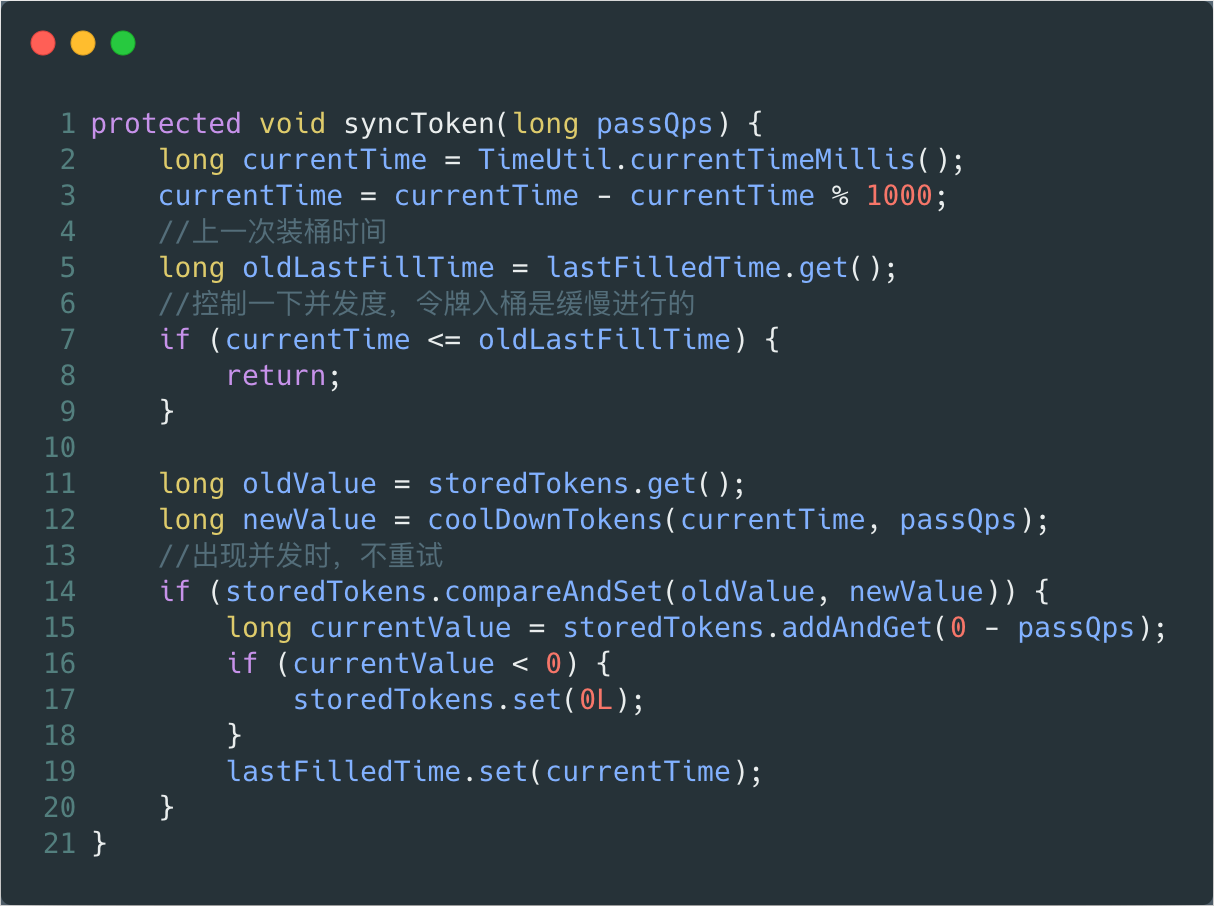 1 protected void syncToken(long passQps) {
2     long currentTime = TimeUtil.currentTimeMillis();
3     currentTime = currentTime - currentTime % 1000;
4     //上一次装桶时间
5     long oldLastFillTime = lastFilledTime.get();
6     //控制一下并发度，令牌入桶是缓慢进行的
7     if (currentTime <= oldLastFillTime) {
8         return;
9     }
10
11     long oldValue = storedTokens.get();
12     long newValue = coolDownTokens(currentTime, passQps);
13     //出现并发时，不重试
14     if (storedTokens.compareAndSet(oldValue, newValue)) {
15         long currentValue = storedTokens.addAndGet(0 - passQps);
16         if (currentValue < 0) {
17             storedTokens.set(0L);
18         }
19         lastFilledTime.set(currentTime);
20     }
21 }